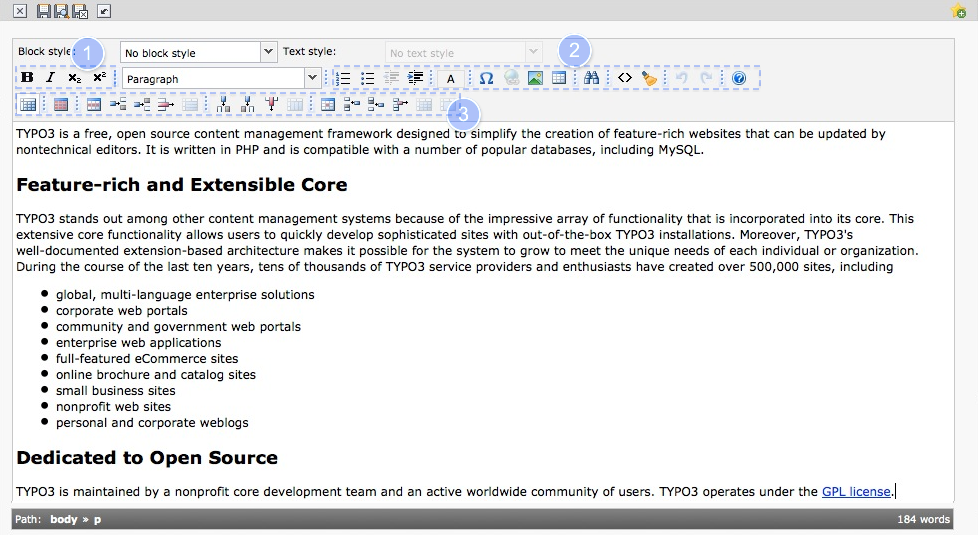 Block style:
1
No block style
Text style:
No text style
2
B I x₂ x² Paragraph A Ω <> ?
3
TYPO3 is a free, open source content management framework designed to simplify the creation of feature-rich websites that can be updated by
nontechnical editors. It is written in PHP and is compatible with a number of popular databases, including MySQL.
Feature-rich and Extensible Core
TYPO3 stands out among other content management systems because of the impressive array of functionality that is incorporated into its core. This
extensive core functionality allows users to quickly develop sophisticated sites with out-of-the-box TYPO3 installations. Moreover, TYPO3's
well-documented extension-based architecture makes it possible for the system to grow to meet the unique needs of each individual or organization.
During the course of the last ten years, tens of thousands of TYPO3 service providers and enthusiasts have created over 500,000 sites, including
• global, multi-language enterprise solutions
• corporate web portals
• community and government web portals
• enterprise web applications
• full-featured eCommerce sites
• online brochure and catalog sites
• small business sites
• nonprofit web sites
• personal and corporate weblogs
Dedicated to Open Source
TYPO3 is maintained by a nonprofit core development team and an active worldwide community of users. TYPO3 operates under the GPL license.
Path: body » p
184 words